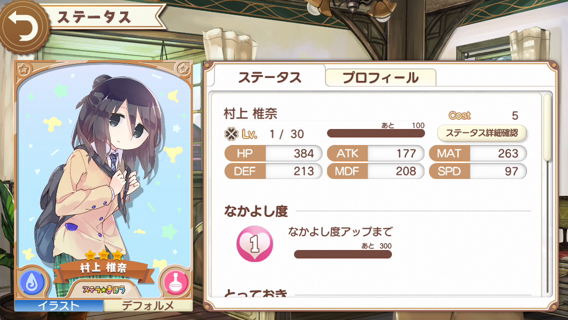 ステータス
ステータス
プロフィール
村上 椎奈
Cost 5
Lv. 1 / 30
あと 100
ステータス詳細確認
HP 384
ATK 177
MAT 263
DEF 213
MDF 208
SPD 97
なかよし度
1
なかよし度アップまで
あと 300
とっておき
村上 椎奈
イラスト
デフォルメ